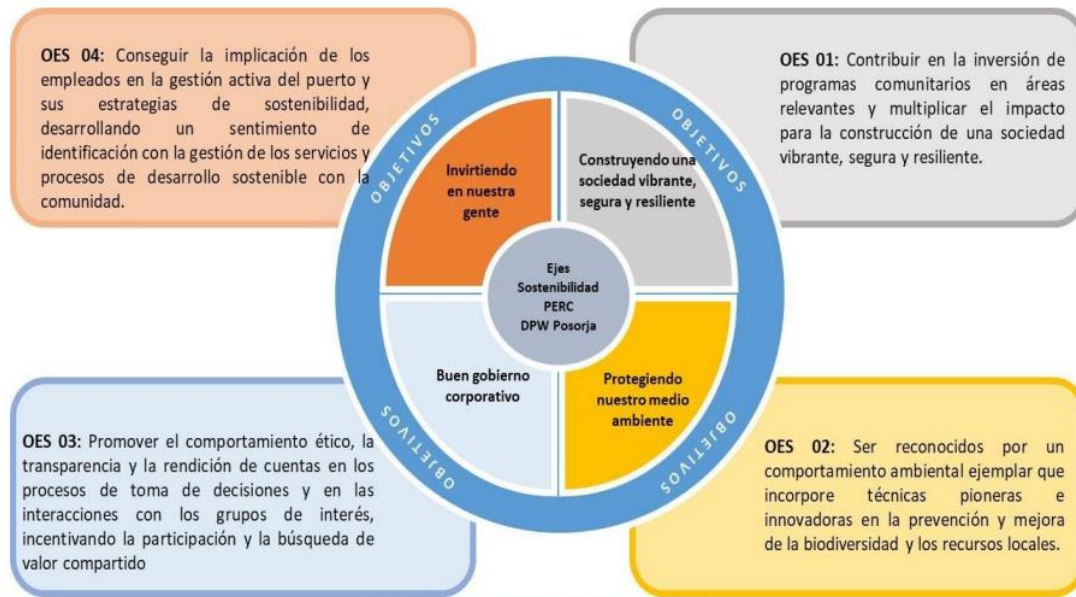 OES 04: Conseguir la implicación de los
empleados en la gestión activa del puerto y
sus estrategias de sostenibilidad,
desarrollando un sentimiento de
identificación con la gestión de los servicios y
procesos de desarrollo sostenible con la
comunidad.
OES 01: Contribuir en la inversión de
programas comunitarios en áreas
relevantes y multiplicar el impacto
para la construcción de una sociedad
vibrante, segura y resiliente.
OBJETIVOS
OBJETIVOS
Invirtiendo
en nuestra
gente
Construyendo una
sociedad vibrante,
segura y resiliente
Ejes
Sostenibilidad
PERC
DPW Posorja
Buen gobierno
corporativo
Protegiendo
nuestro medio
ambiente
OBJETIVOS
OBJETIVOS
OES 03: Promover el comportamiento ético, la
transparencia y la rendición de cuentas en los
procesos de toma de decisiones y en las
interacciones con los grupos de interés,
incentivando la participación y la búsqueda de
valor compartido
OES 02: Ser reconocidos por un
comportamiento ambiental ejemplar que
incorpore técnicas pioneras e
innovadoras en la prevención y mejora
de la biodiversidad y los recursos locales.